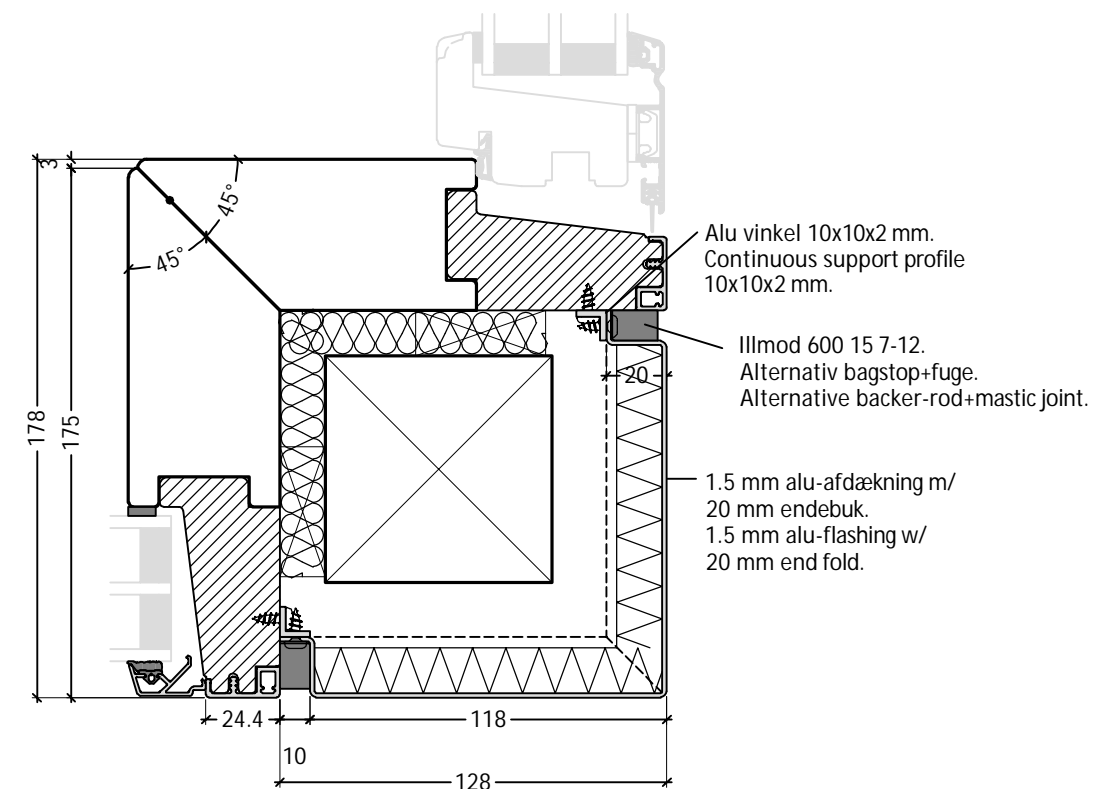 3
178
175
45°
45°
Alu vinkel 10x10x2 mm.
Continuous support profile
10x10x2 mm.
Illmod 600 15 7-12.
Alternativ bagstop+fuge.
Alternative backer-rod+mastic joint.
20
1.5 mm alu-afdækning m/
20 mm endebuk.
1.5 mm alu-flashing w/
20 mm end fold.
24.4
118
10
128